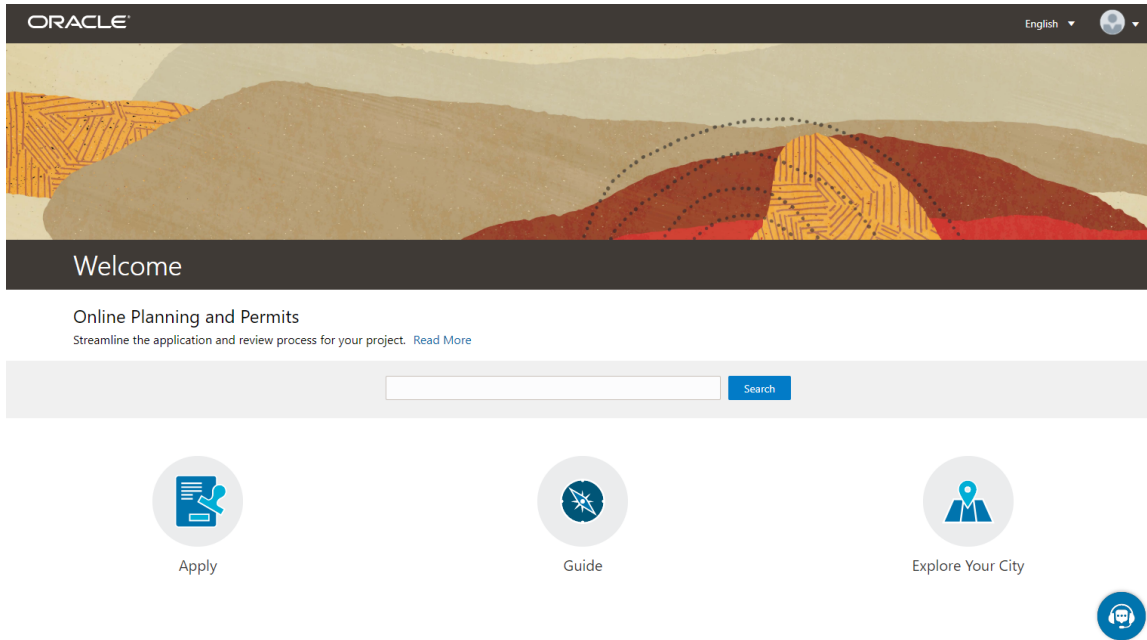 ORACLE
English
Welcome
Online Planning and Permits
Streamline the application and review process for your project. Read More
Search
Apply
Guide
Explore Your City